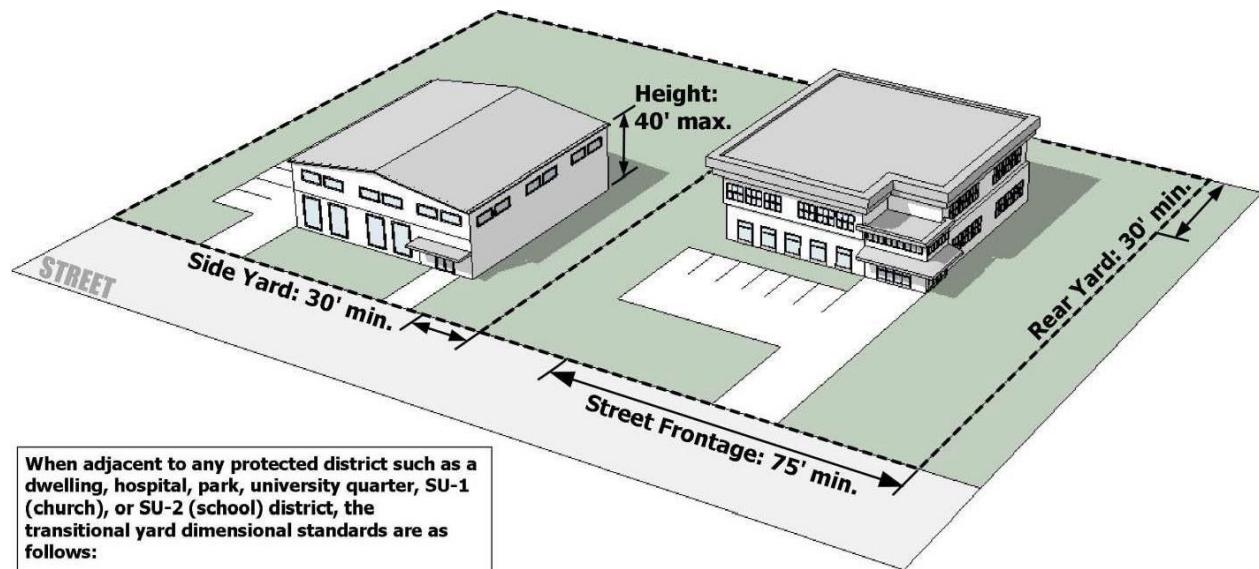 Height:
40' max.
STREET
Side Yard: 30' min.
Rear Yard: 30' min.
Street Frontage: 75' min.
When adjacent to any protected district such as a
dwelling, hospital, park, university quarter, SU-1
(church), or SU-2 (school) district, the
transitional yard dimensional standards are as
follows: